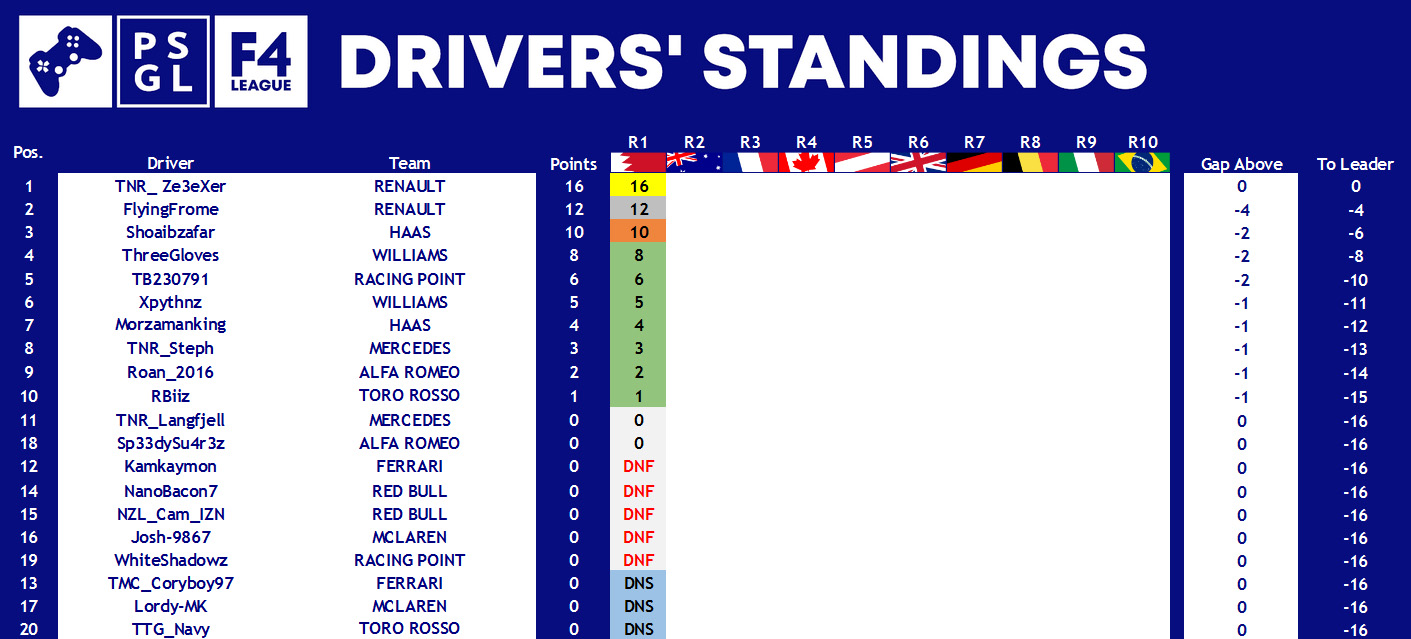 PS
GL
F4
LEAGUE
DRIVERS' STANDINGS
R1 R2 R3 R4 R5 R6 R7 R8 R9 R10
Pos. Driver Team Points Gap Above To Leader
1 TNR_ Ze3eXer RENAULT 16 16 0 0
2 FlyingFrome RENAULT 12 12 -4 -4
3 Shoaibzafar HAAS 10 10 -2 -6
4 ThreeGloves WILLIAMS 8 8 -2 -8
5 TB230791 RACING POINT 6 6 -2 -10
6 Xpythnz WILLIAMS 5 5 -1 -11
7 Morzamanking HAAS 4 4 -1 -12
8 TNR_Steph MERCEDES 3 3 -1 -13
9 Roan_2016 ALFA ROMEO 2 2 -1 -14
10 RBiiz TORO ROSSO 1 1 -1 -15
11 TNR_Langfjell MERCEDES 0 0 0 -16
18 Sp33dySu4r3z ALFA ROMEO 0 0 0 -16
12 Kamkaymon FERRARI 0 DNF 0 -16
14 NanoBacon7 RED BULL 0 DNF 0 -16
15 NZL_Cam_IZN RED BULL 0 DNF 0 -16
16 Josh-9867 MCLAREN 0 DNF 0 -16
19 WhiteShadowz RACING POINT 0 DNF 0 -16
13 TMC_Coryboy97 FERRARI 0 DNS 0 -16
17 Lordy-MK MCLAREN 0 DNS 0 -16
20 TTG_Navy TORO ROSSO 0 DNS 0 -16